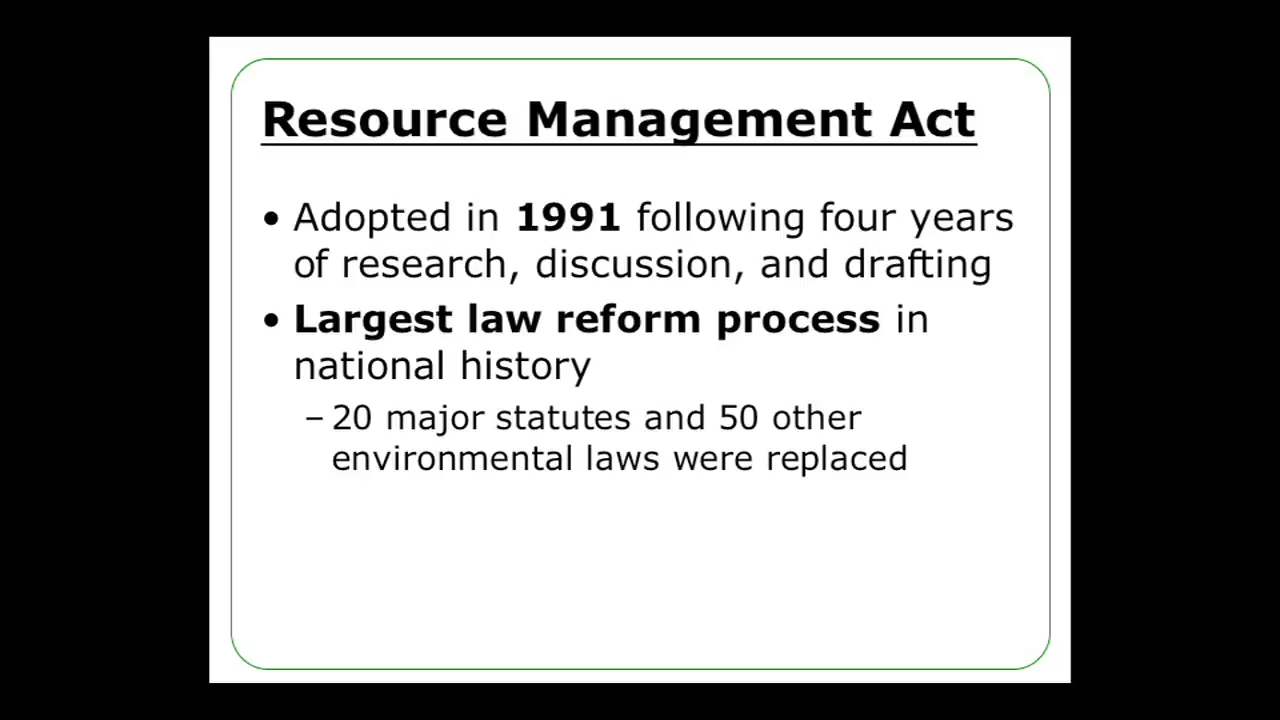 Resource Management Act
• Adopted in 1991 following four years
of research, discussion, and drafting
• Largest law reform process in
national history
– 20 major statutes and 50 other
environmental laws were replaced